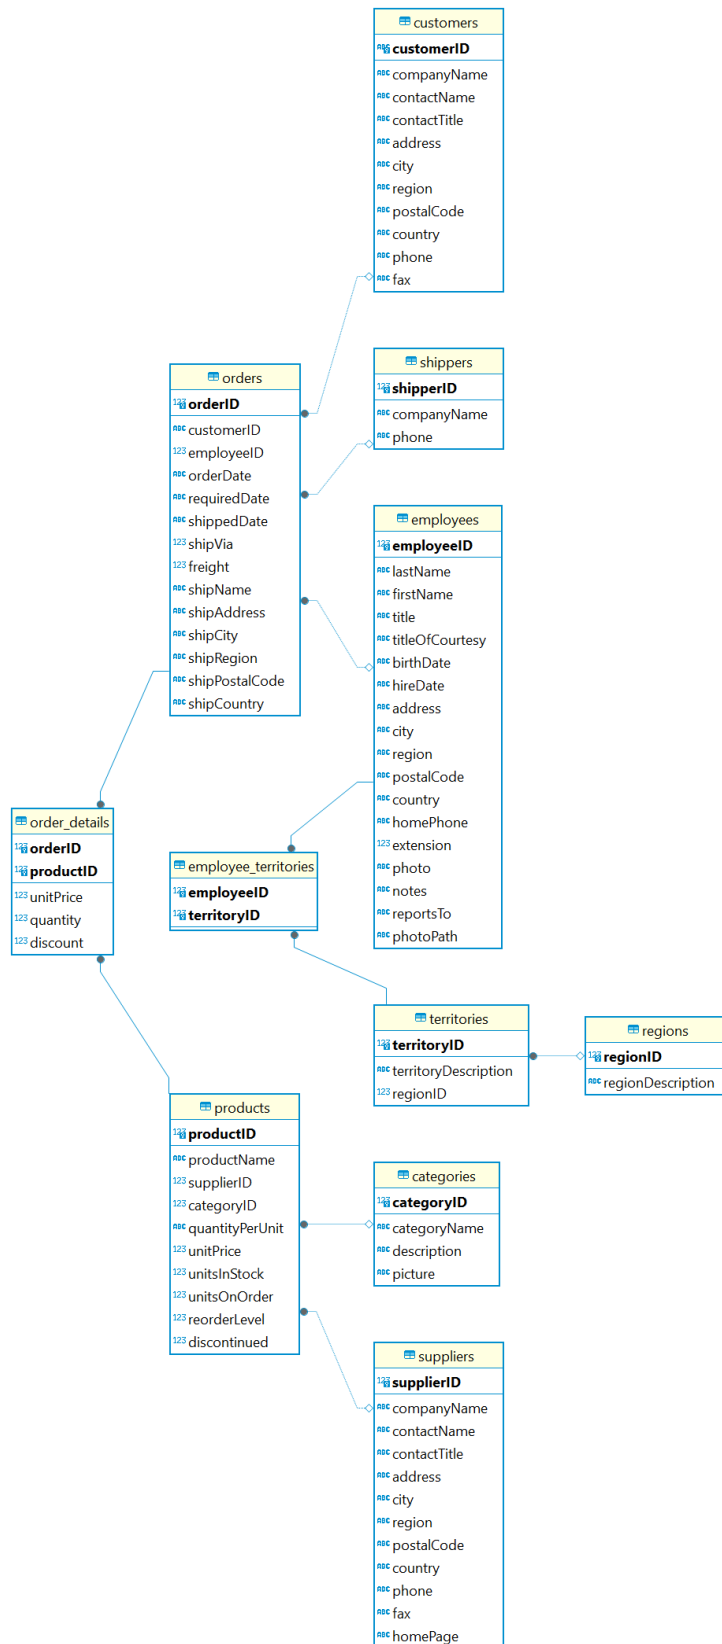 customers
customerID
companyName
contactName
contactTitle
address
city
region
postalCode
country
phone
fax
shippers
shipperID
companyName
phone
orders
orderID
customerID
employeeID
orderDate
requiredDate
shippedDate
shipVia
freight
shipName
shipAddress
shipCity
shipRegion
shipPostalCode
shipCountry
employees
employeeID
lastName
firstName
title
titleOfCourtesy
birthDate
hireDate
address
city
region
postalCode
country
homePhone
extension
photo
notes
reportsTo
photoPath
order_details
orderID
productID
unitPrice
quantity
discount
employee_territories
employeeID
territoryID
territories
territoryID
territoryDescription
regionID
regions
regionID
regionDescription
products
productID
productName
supplierID
categoryID
quantityPerUnit
unitPrice
unitsInStock
unitsOnOrder
reorderLevel
discontinued
categories
categoryID
categoryName
description
picture
suppliers
supplierID
companyName
contactName
contactTitle
address
city
region
postalCode
country
phone
fax
homePage